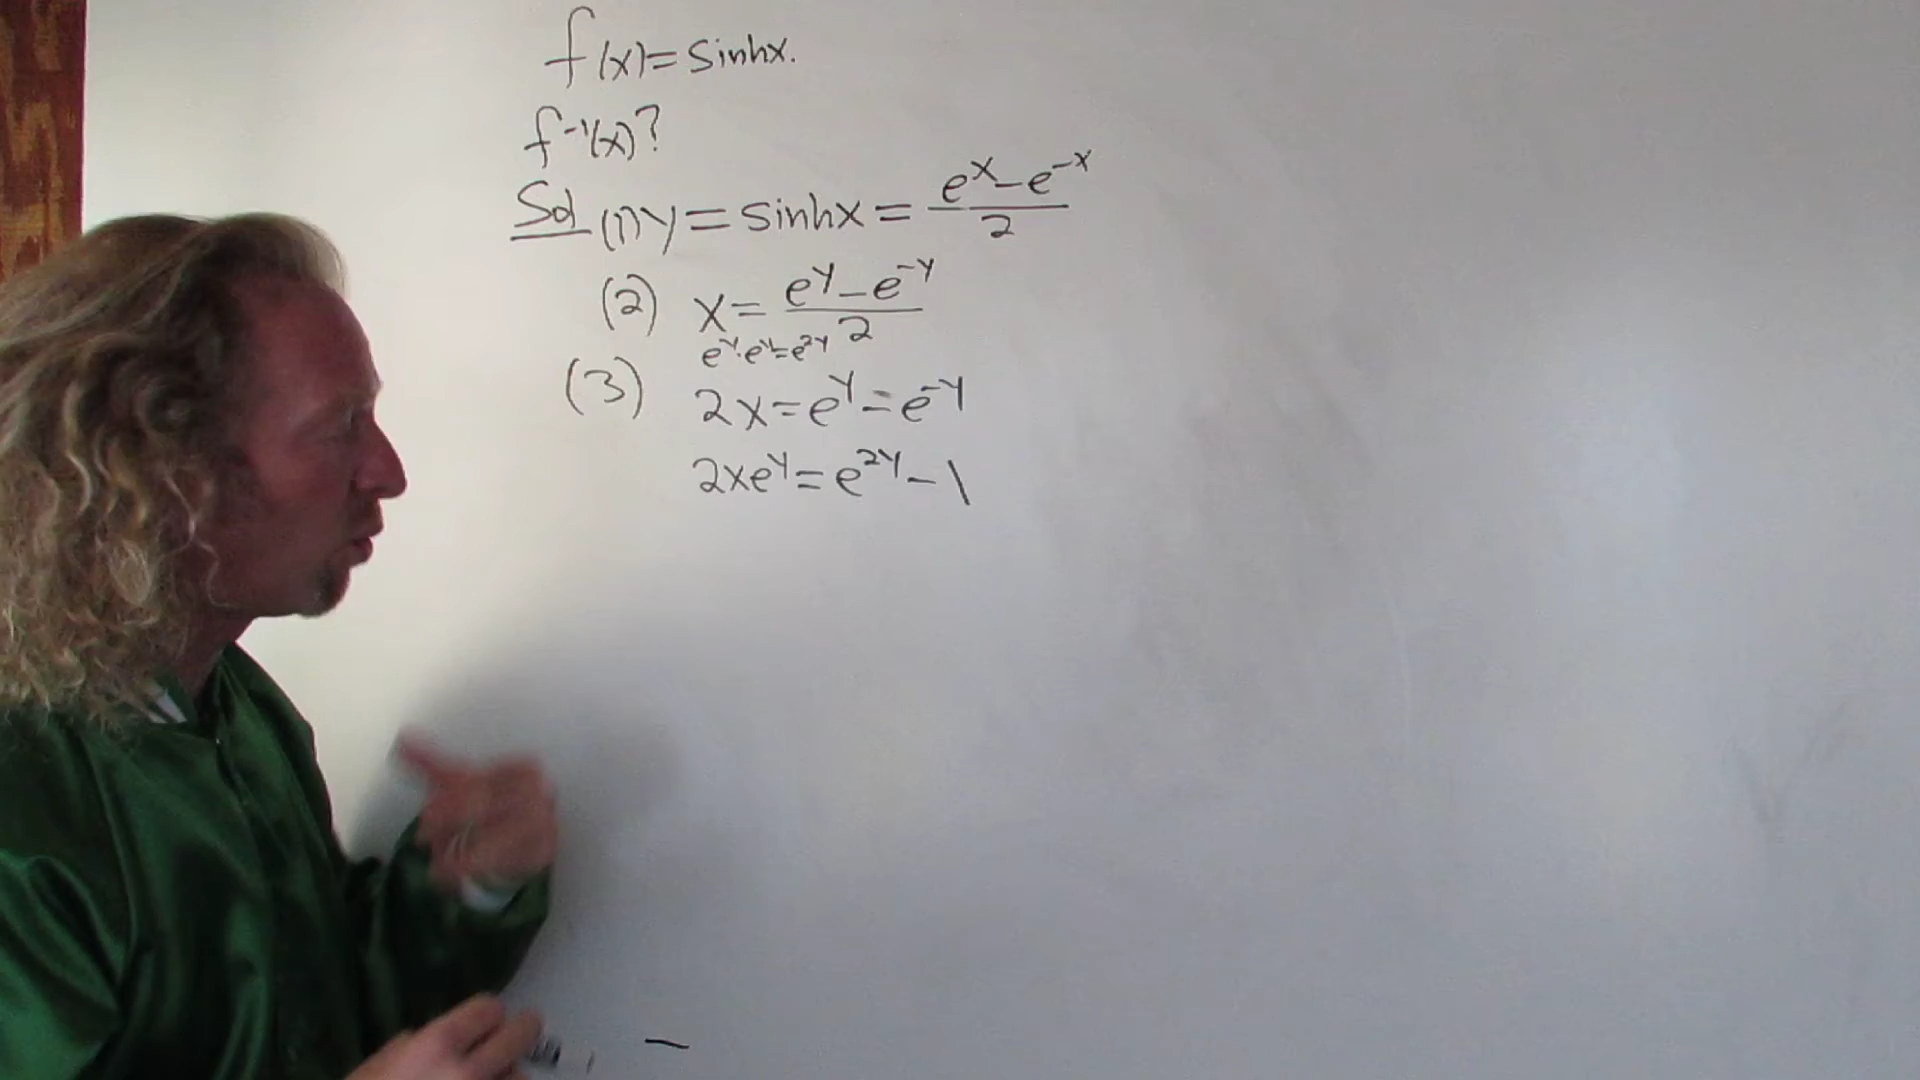 f(x)=sinhx.
f⁻¹(x)?
Sol (1) y = sinhx = (eˣ-e⁻ˣ)/2
(2) x = (eʸ-e⁻ʸ)/2
eʸ·eʸ=e²ʸ
(3) 2x=eʸ-e⁻ʸ
2xeʸ=e²ʸ-1